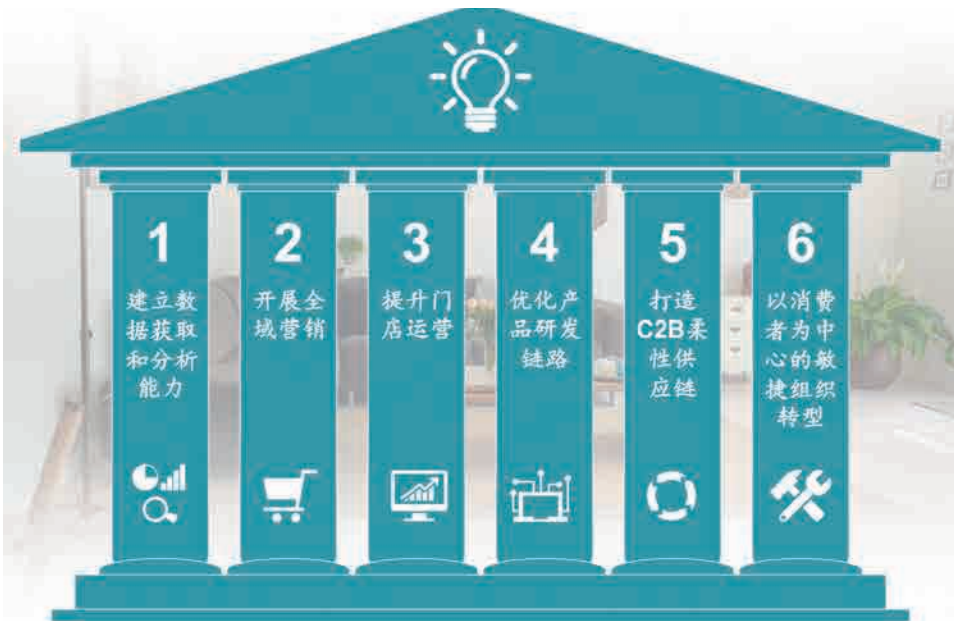 1
建立数
据获取
和分析
能力
2
开展全
域营销
3
提升门
店运营
4
优化产
品研发
链路
5
打造
C2B柔
性供
应链
6
以消费
者为中
心的敏
捷组织
转型